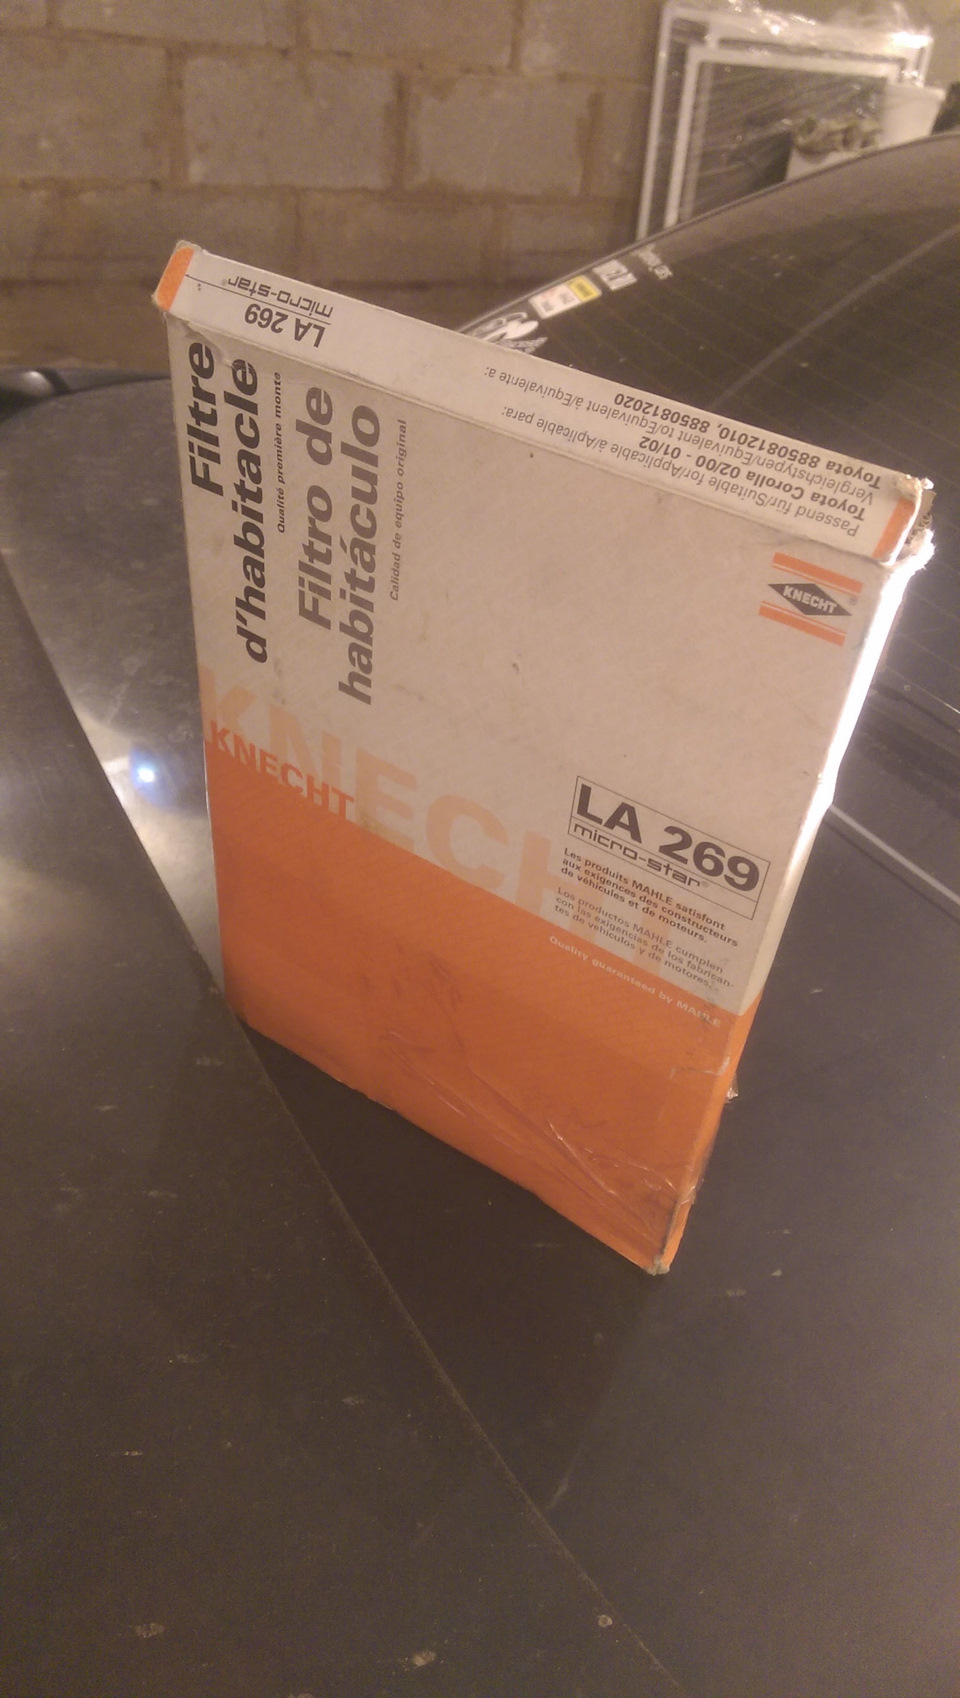 LA 269
micro-star®
Passend für/Suitable for/Applicable à/Aplicable para:
Toyota Corolla 02/00 - 01/02
Vergleichstypen/Equivalent to/Equivalent à/Equivalente a:
Toyota 8850812010, 8850812020
Filtre
d'habitacle
Qualité première monte
Filtro de
habitáculo
Calidad de equipo original
KNECHT
KNECHT
KNECHT
LA 269
micro-star®
Les produits MAHLE satisfont
aux exigences des constructeurs
de véhicules et de moteurs.
Los productos MAHLE cumplen
con las exigencias de los fabrican-
tes de vehículos y de motores.
Quality guaranteed by MAHLE